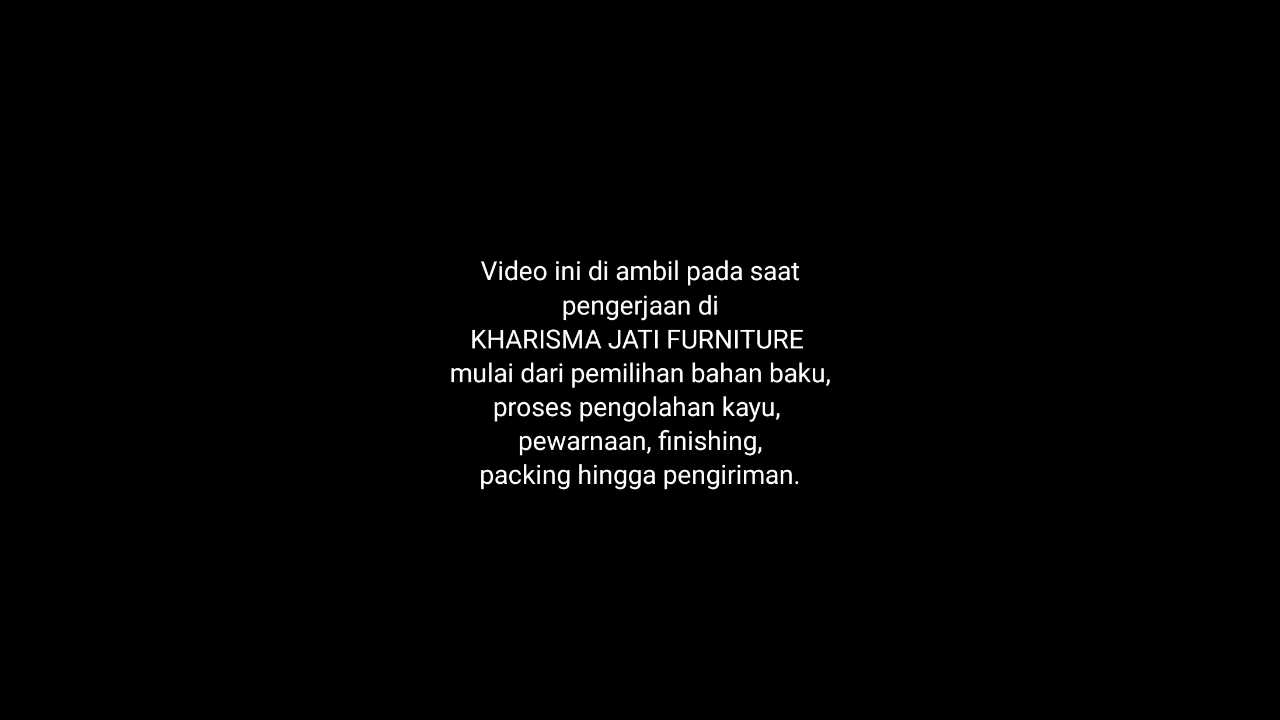 Video ini di ambil pada saat
pengerjaan di
KHARISMA JATI FURNITURE
mulai dari pemilihan bahan baku,
proses pengolahan kayu,
pewarnaan, finishing,
packing hingga pengiriman.